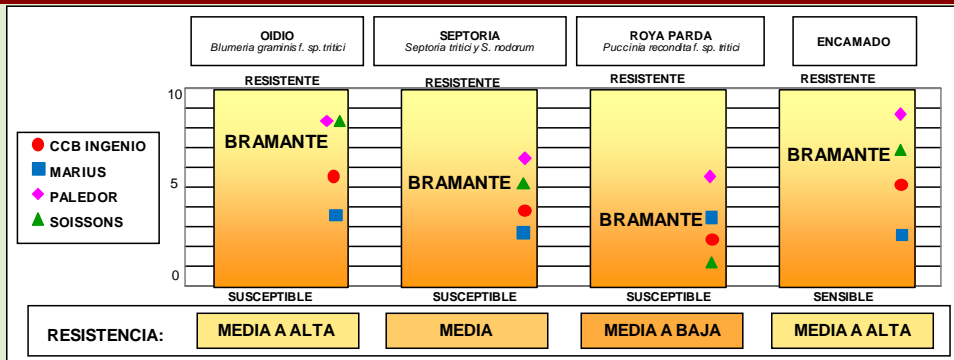 OIDIO
Blumeria graminis f. sp. tritici
SEPTORIA
Septoria tritici y S. nodorum
ROYA PARDA
Puccinia recondita f. sp. tritici
ENCAMADO
RESISTENTE
RESISTENTE
RESISTENTE
RESISTENTE
10
5
0
CCB INGENIO
MARIUS
PALEDOR
SOISSONS
BRAMANTE
BRAMANTE
BRAMANTE
BRAMANTE
SUSCEPTIBLE
SUSCEPTIBLE
SUSCEPTIBLE
SENSIBLE
RESISTENCIA:
MEDIA A ALTA
MEDIA
MEDIA A BAJA
MEDIA A ALTA